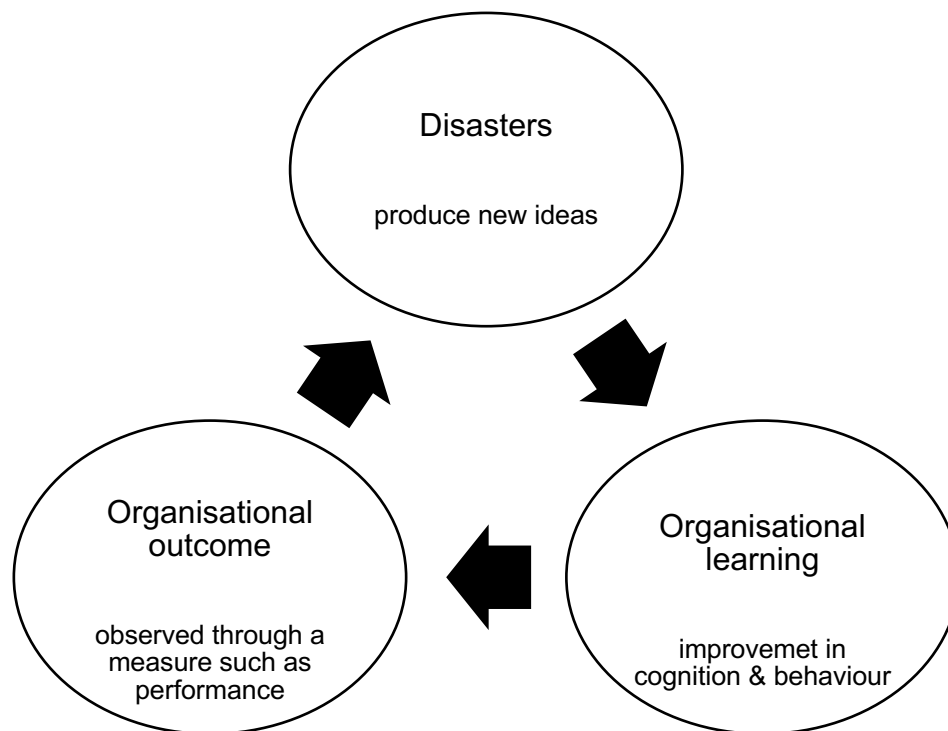 Disasters
produce new ideas
Organisational
outcome
observed through a
measure such as
performance
Organisational
learning
improvemet in
cognition & behaviour